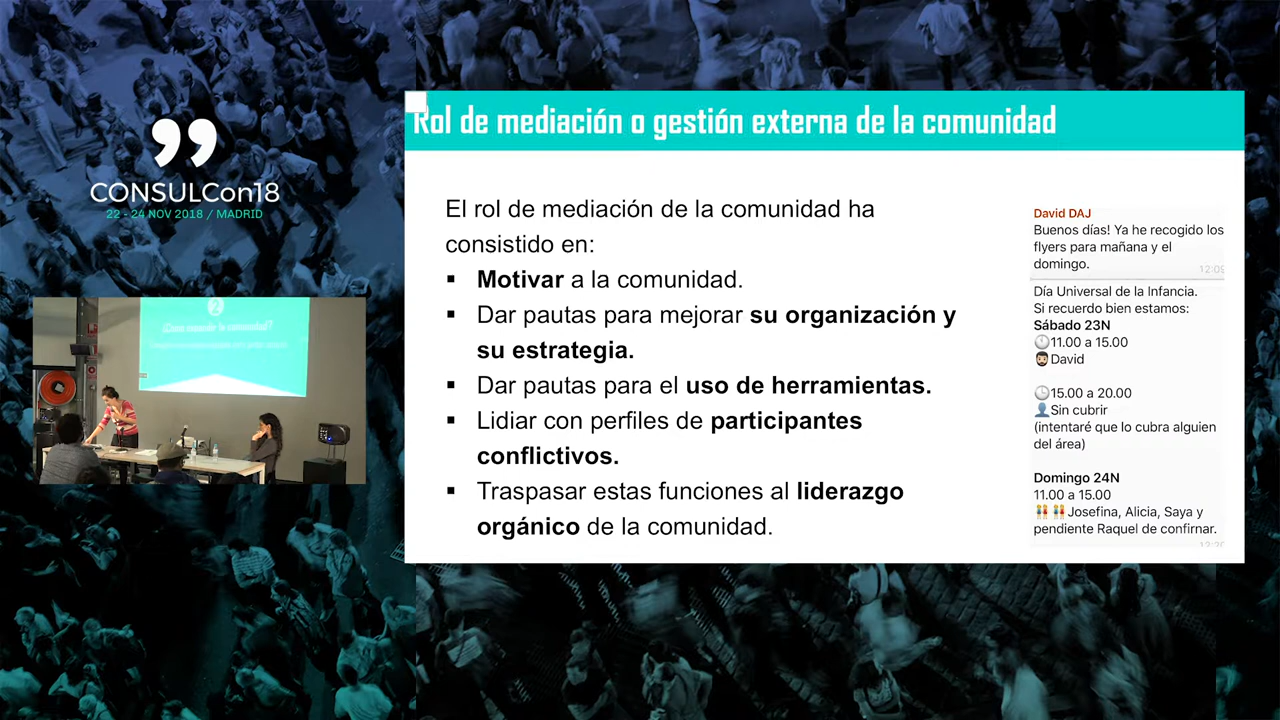 CONSULCon18
22 - 24 NOV 2018 / MADRID
Rol de mediación o gestión externa de la comunidad
El rol de mediación de la comunidad ha
consistido en:
▪ Motivar a la comunidad.
▪ Dar pautas para mejorar su organización y
su estrategia.
▪ Dar pautas para el uso de herramientas.
▪ Lidiar con perfiles de participantes
conflictivos.
▪ Traspasar estas funciones al liderazgo
orgánico de la comunidad.
David DAJ
Buenos días! Ya he recogido los
flyers para mañana y el
domingo.
12:09
Día Universal de la Infancia.
Si recuerdo bien estamos:
Sábado 23N
🕛11.00 a 15.00
🧔🏻David
🕒15.00 a 20.00
👤Sin cubrir
(intentaré que lo cubra alguien
del área)
Domingo 24N
11.00 a 15.00
👭👭Josefina, Alicia, Saya y
pendiente Raquel de confirnar.